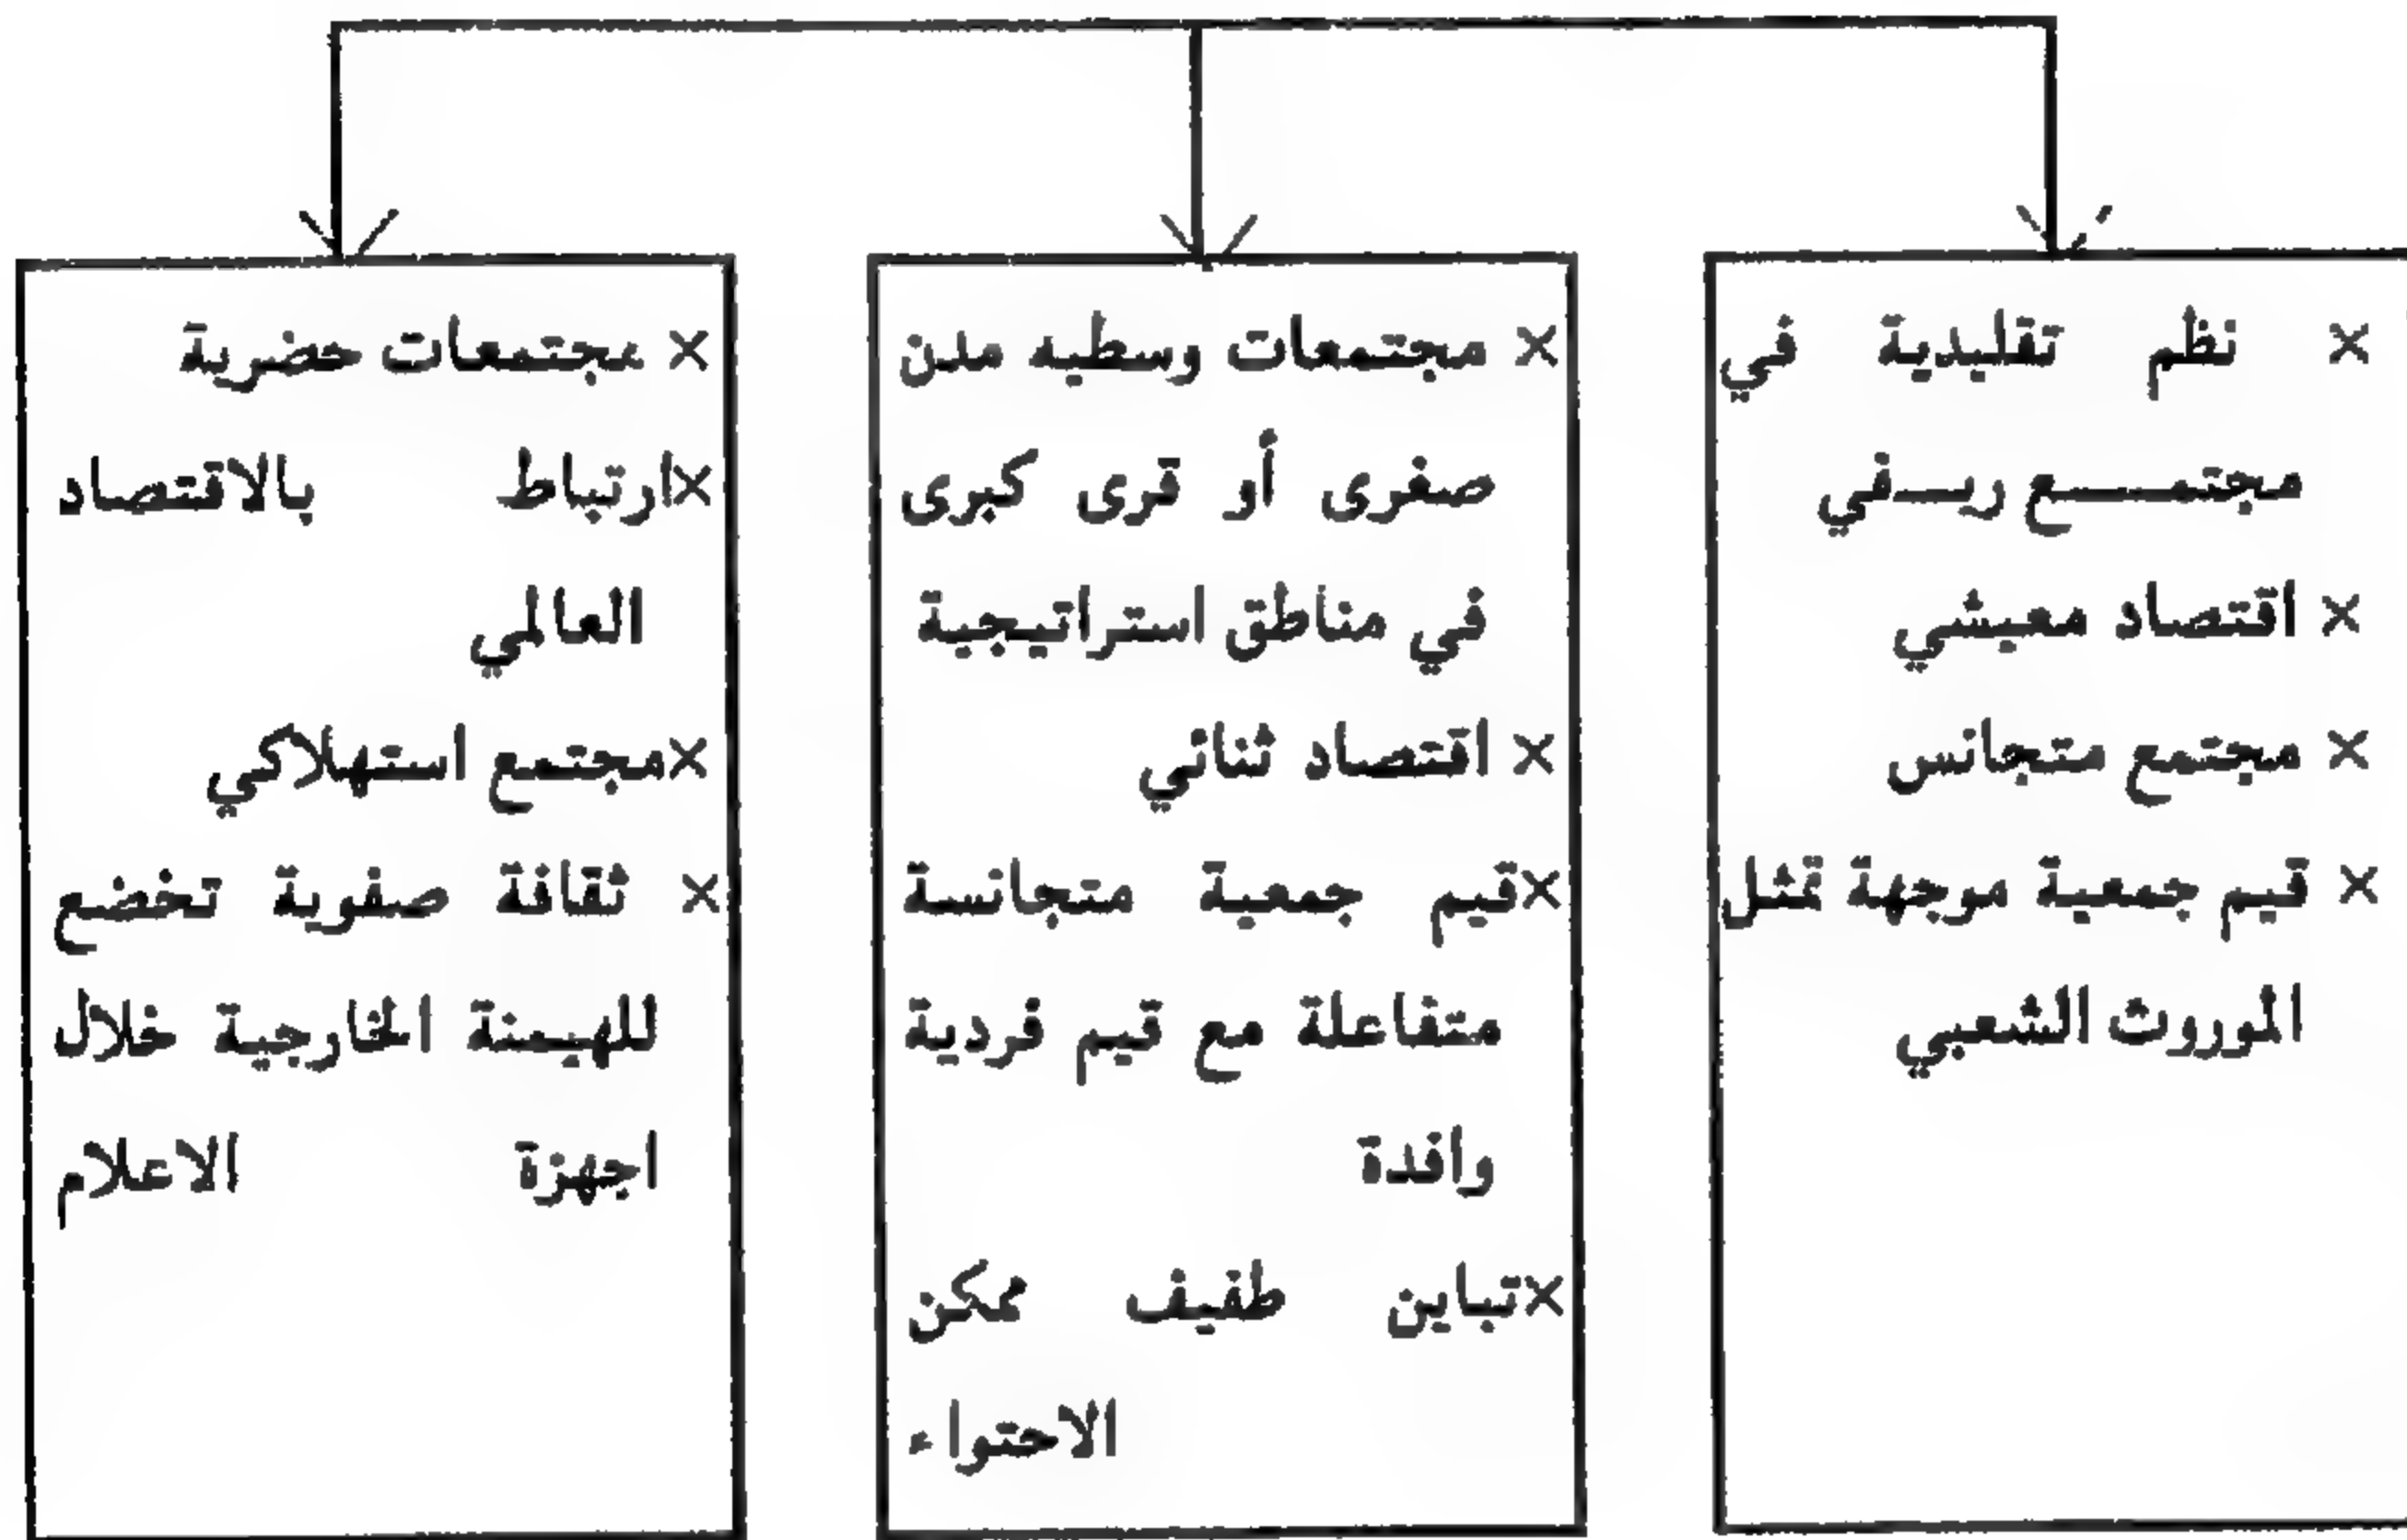 × نظم تقليدية في
مجتمع ريفي
× اقتصاد معيشي
× مجتمع متجانس
× قيم جمعية موجهة تمثل
الموروث الشعبي
× مجتمعات وسطيه مدن
صغرى أو قرى كبرى
في مناطق استراتيجية
× اقتصاد ثنائي
×قيم جمعية متجانسة
متفاعلة مع قيم فردية
وافدة
×تباين طفيف ممكن
الاحتواء
× مجتمعات حضرية
×ارتباط بالاقتصاد
العالمي
×مجتمع استهلاكي
× ثقافة صفوية تخضع
للهيمنة الخارجية خلال
اجهزة الاعلام